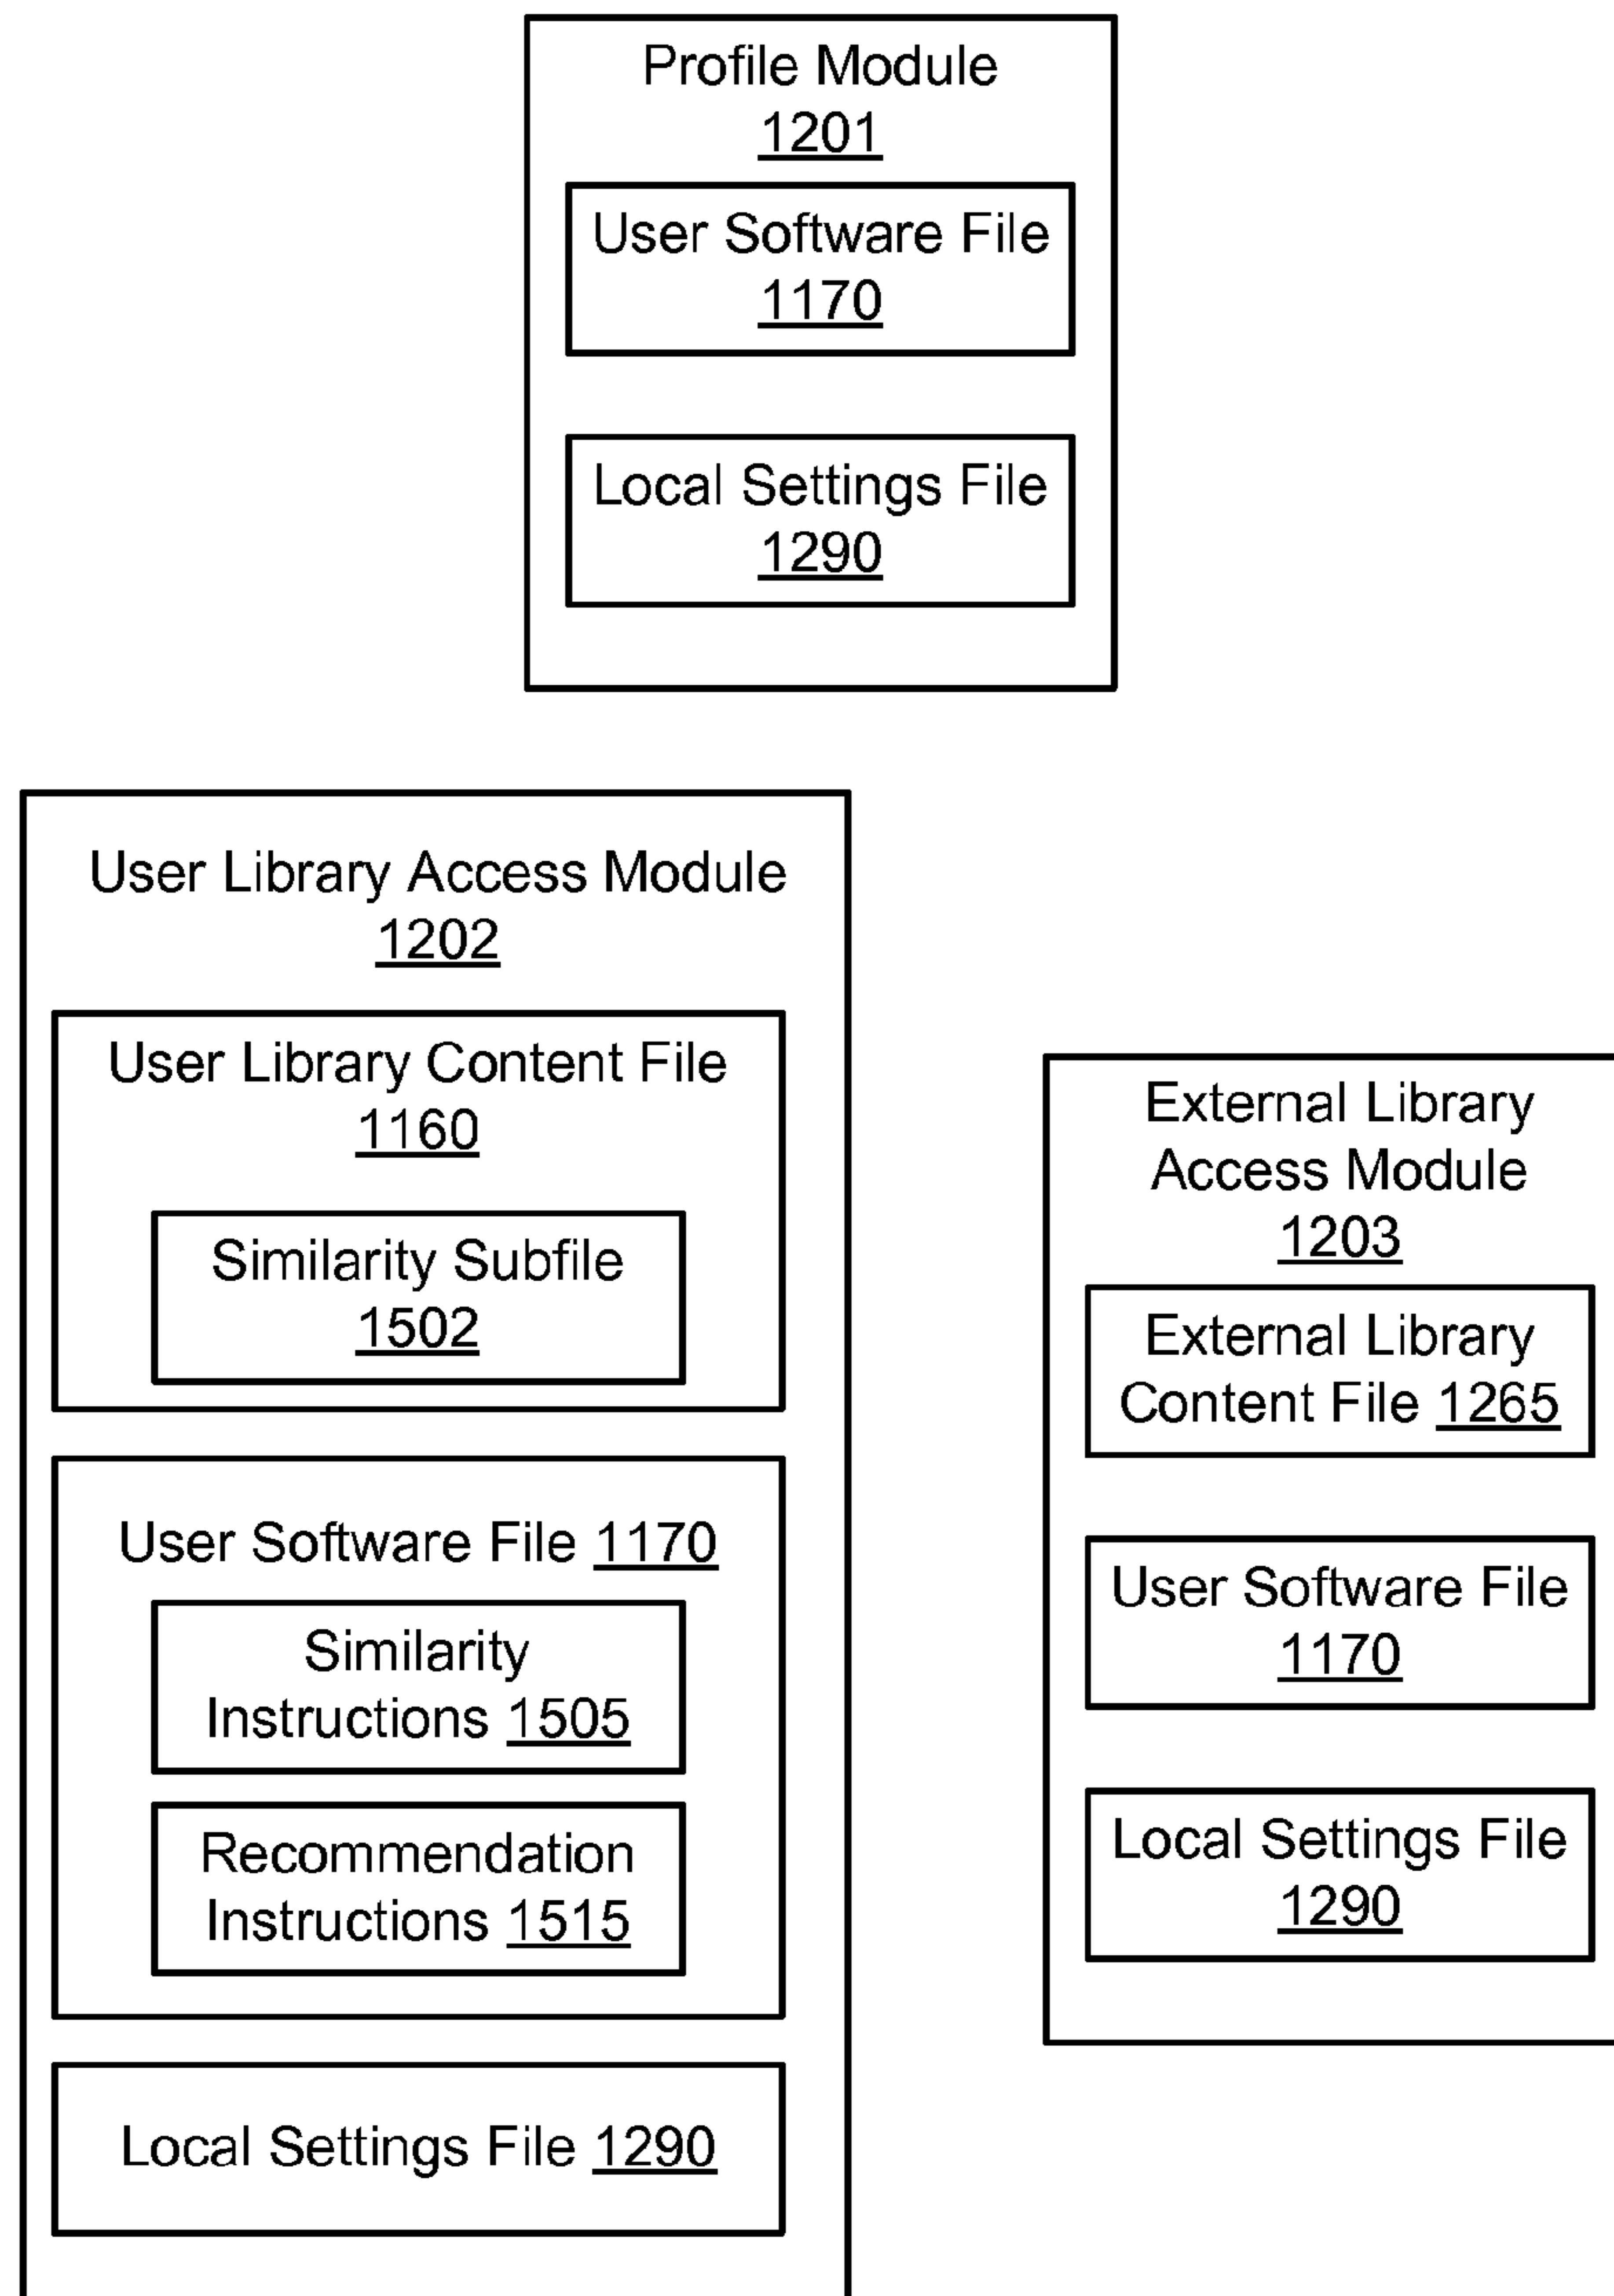 Profile Module
1201
User Software File
1170
Local Settings File
1290
User Library Access Module
1202
User Library Content File
1160
Similarity Subfile
1502
User Software File 1170
Similarity
Instructions 1505
Recommendation
Instructions 1515
Local Settings File 1290
External Library
Access Module
1203
External Library
Content File 1265
User Software File
1170
Local Settings File
1290